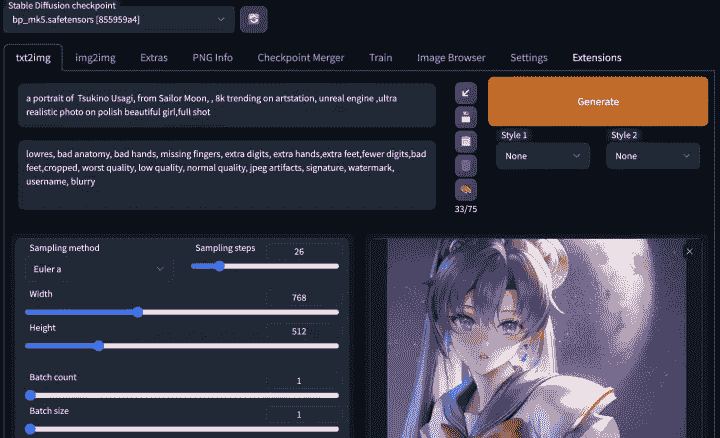 Stable Diffusion checkpoint
bp_mk5.safetensors [855959a4]
txt2img img2img Extras PNG Info Checkpoint Merger Train Image Browser Settings Extensions
a portrait of Tsukino Usagi, from Sailor Moon, , 8k trending on artstation, unreal engine ,ultra
realistic photo on polish beautiful girl,full shot
Generate
Style 1 Style 2
None None
lowres, bad anatomy, bad hands, missing fingers, extra digits, extra hands,extra feet,fewer digits,bad
feet,cropped, worst quality, low quality, normal quality, jpeg artifacts, signature, watermark,
username, blurry
33/75
Sampling method Sampling steps 26
Euler a
Width 768
Height 512
Batch count 1
Batch size 1